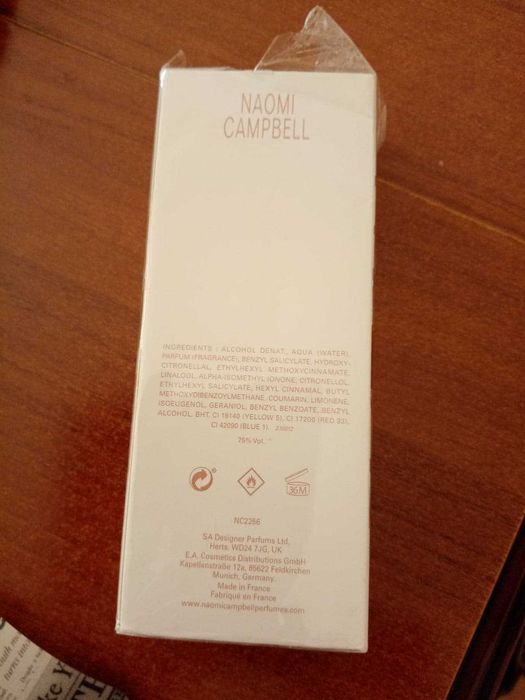 NAOMI
CAMPBELL
INGREDIENTS : ALCOHOL DENAT., AQUA (WATER),
PARFUM (FRAGRANCE), BENZYL SALICYLATE, HYDROXY-
CITRONELLAL, ETHYLHEXYL METHOXYCINNAMATE,
LINALOOL, ALPHA-ISOMETHYL IONONE, CITRONELLOL,
ETHYLHEXYL SALICYLATE, HEXYL CINNAMAL, BUTYL
METHOXYDIBENZOYLMETHANE, COUMARIN, LIMONENE,
ISOEUGENOL, GERANIOL, BENZYL BENZOATE, BENZYL
ALCOHOL, BHT, CI 19140 (YELLOW 5), CI 17200 (RED 33),
CI 42090 (BLUE 1).
75% Vol.
36M
NC2266
SA Designer Parfums Ltd,
Herts. WD24 7JG, UK
E.A. Cosmetics Distributions GmbH
Kapellenstraße 12a, 85622 Feldkirchen
Munich, Germany.
Made in France
Fabriqué en France
www.naomicampbellperfumes.com